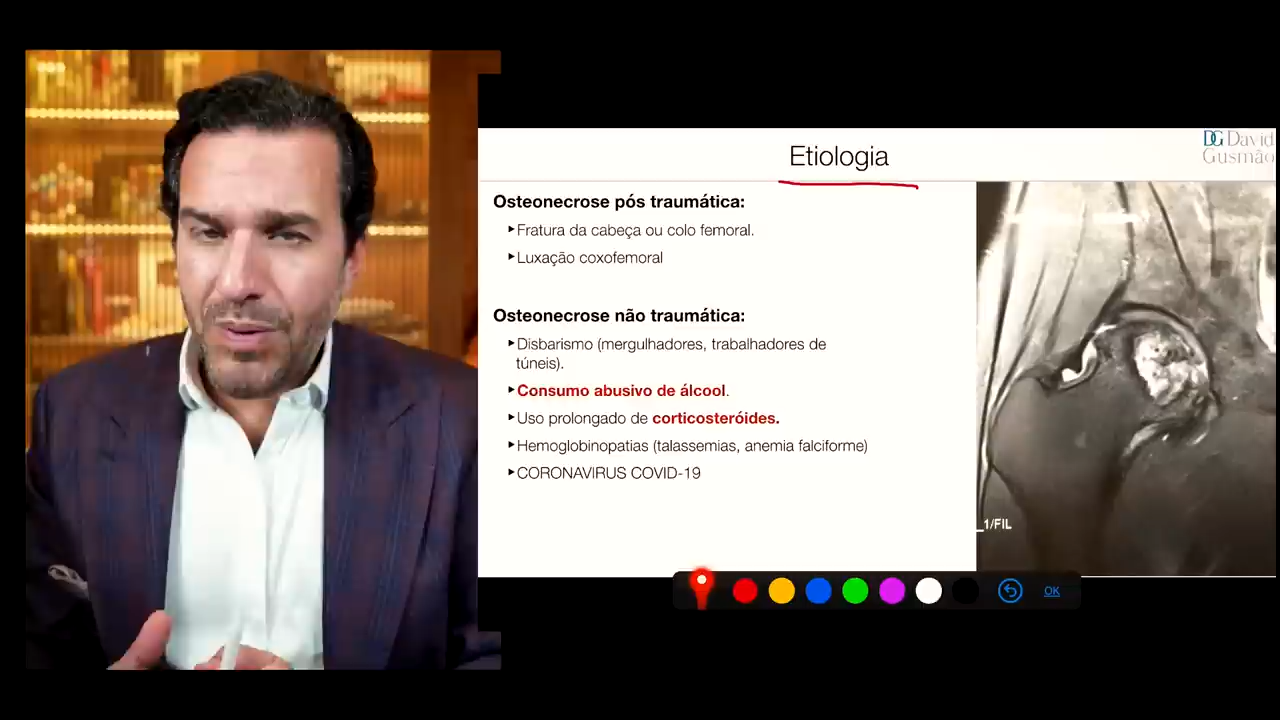 Etiologia
DG David
Gusmão
Osteonecrose pós traumática:
▸Fratura da cabeça ou colo femoral.
▸Luxação coxofemoral
Osteonecrose não traumática:
▸Disbarismo (mergulhadores, trabalhadores de
túneis).
▸Consumo abusivo de álcool.
▸Uso prolongado de corticosteróides.
▸Hemoglobinopatias (talassemias, anemia falciforme)
▸CORONAVIRUS COVID-19
_1/FIL
OK